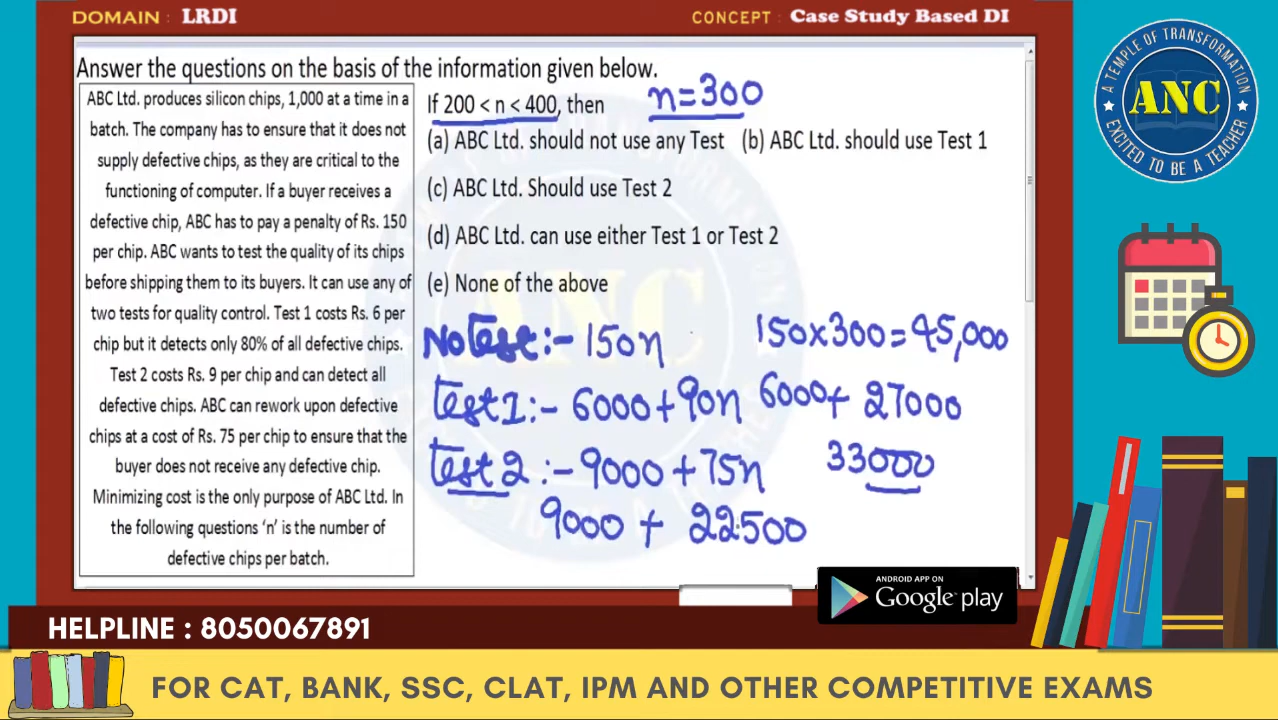 DOMAIN : LRDI
CONCEPT : Case Study Based DI
Answer the questions on the basis of the information given below.
ABC Ltd. produces silicon chips, 1,000 at a time in a
batch. The company has to ensure that it does not
supply defective chips, as they are critical to the
functioning of computer. If a buyer receives a
defective chip, ABC has to pay a penalty of Rs. 150
per chip. ABC wants to test the quality of its chips
before shipping them to its buyers. It can use any of
two tests for quality control. Test 1 costs Rs. 6 per
chip but it detects only 80% of all defective chips.
Test 2 costs Rs. 9 per chip and can detect all
defective chips. ABC can rework upon defective
chips at a cost of Rs. 75 per chip to ensure that the
buyer does not receive any defective chip.
Minimizing cost is the only purpose of ABC Ltd. In
the following questions ‘n’ is the number of
defective chips per batch.
If 200 < n < 400, then n=300
(a) ABC Ltd. should not use any Test (b) ABC Ltd. should use Test 1
(c) ABC Ltd. Should use Test 2
(d) ABC Ltd. can use either Test 1 or Test 2
(e) None of the above
No Test :- 150n 150x300=45,000
Test 1 :- 6000+90n 6000+ 27000
Test 2 :- 9000+75n 33000
9000 + 22500
A TEMPLE OF TRANSFORMATION
ANC
EXCITED TO BE A TEACHER
ANDROID APP ON
Google play
HELPLINE : 8050067891
FOR CAT, BANK, SSC, CLAT, IPM AND OTHER COMPETITIVE EXAMS